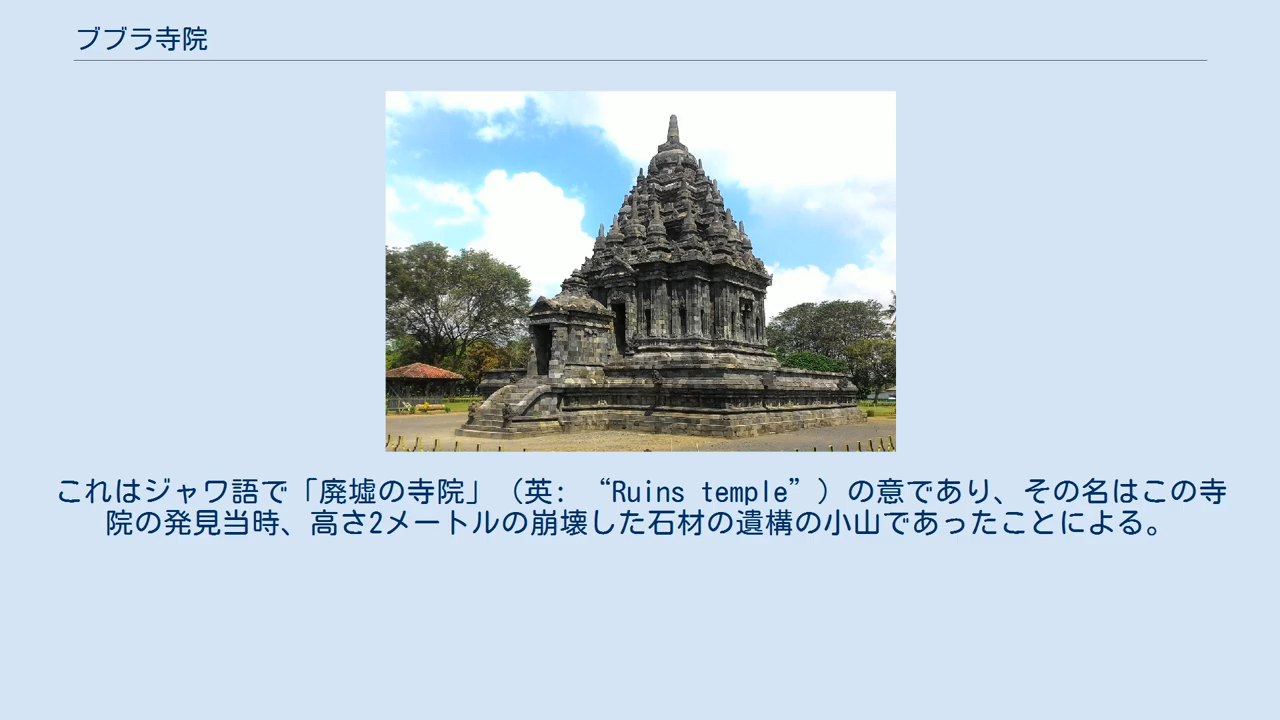 ブブラ寺院
これはジャワ語で「廃墟の寺院」（英: “Ruins temple”）の意であり、その名はこの寺
院の発見当時、高さ2メートルの崩壊した石材の遺構の小山であったことによる。